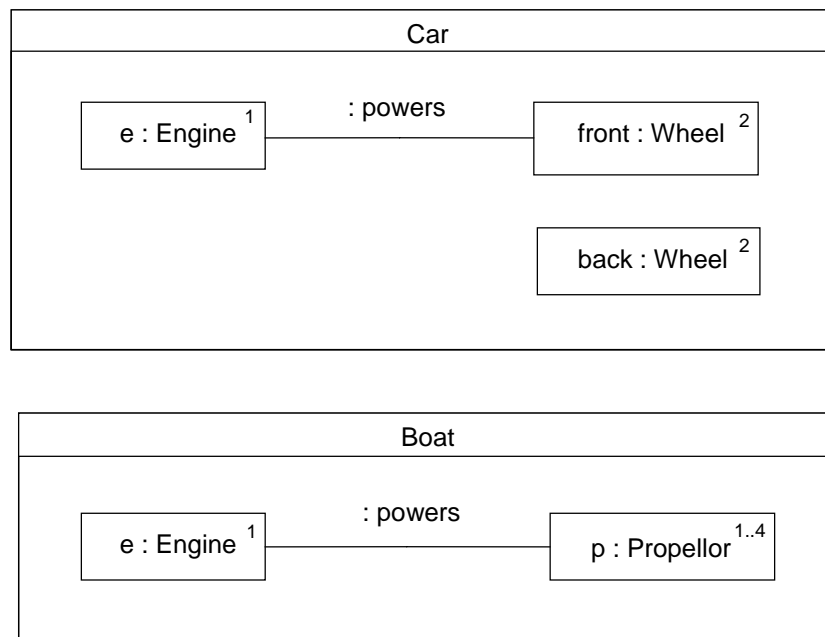 Car
e : Engine 1
: powers
front : Wheel 2
back : Wheel 2
Boat
e : Engine 1
: powers
p : Propellor 1..4